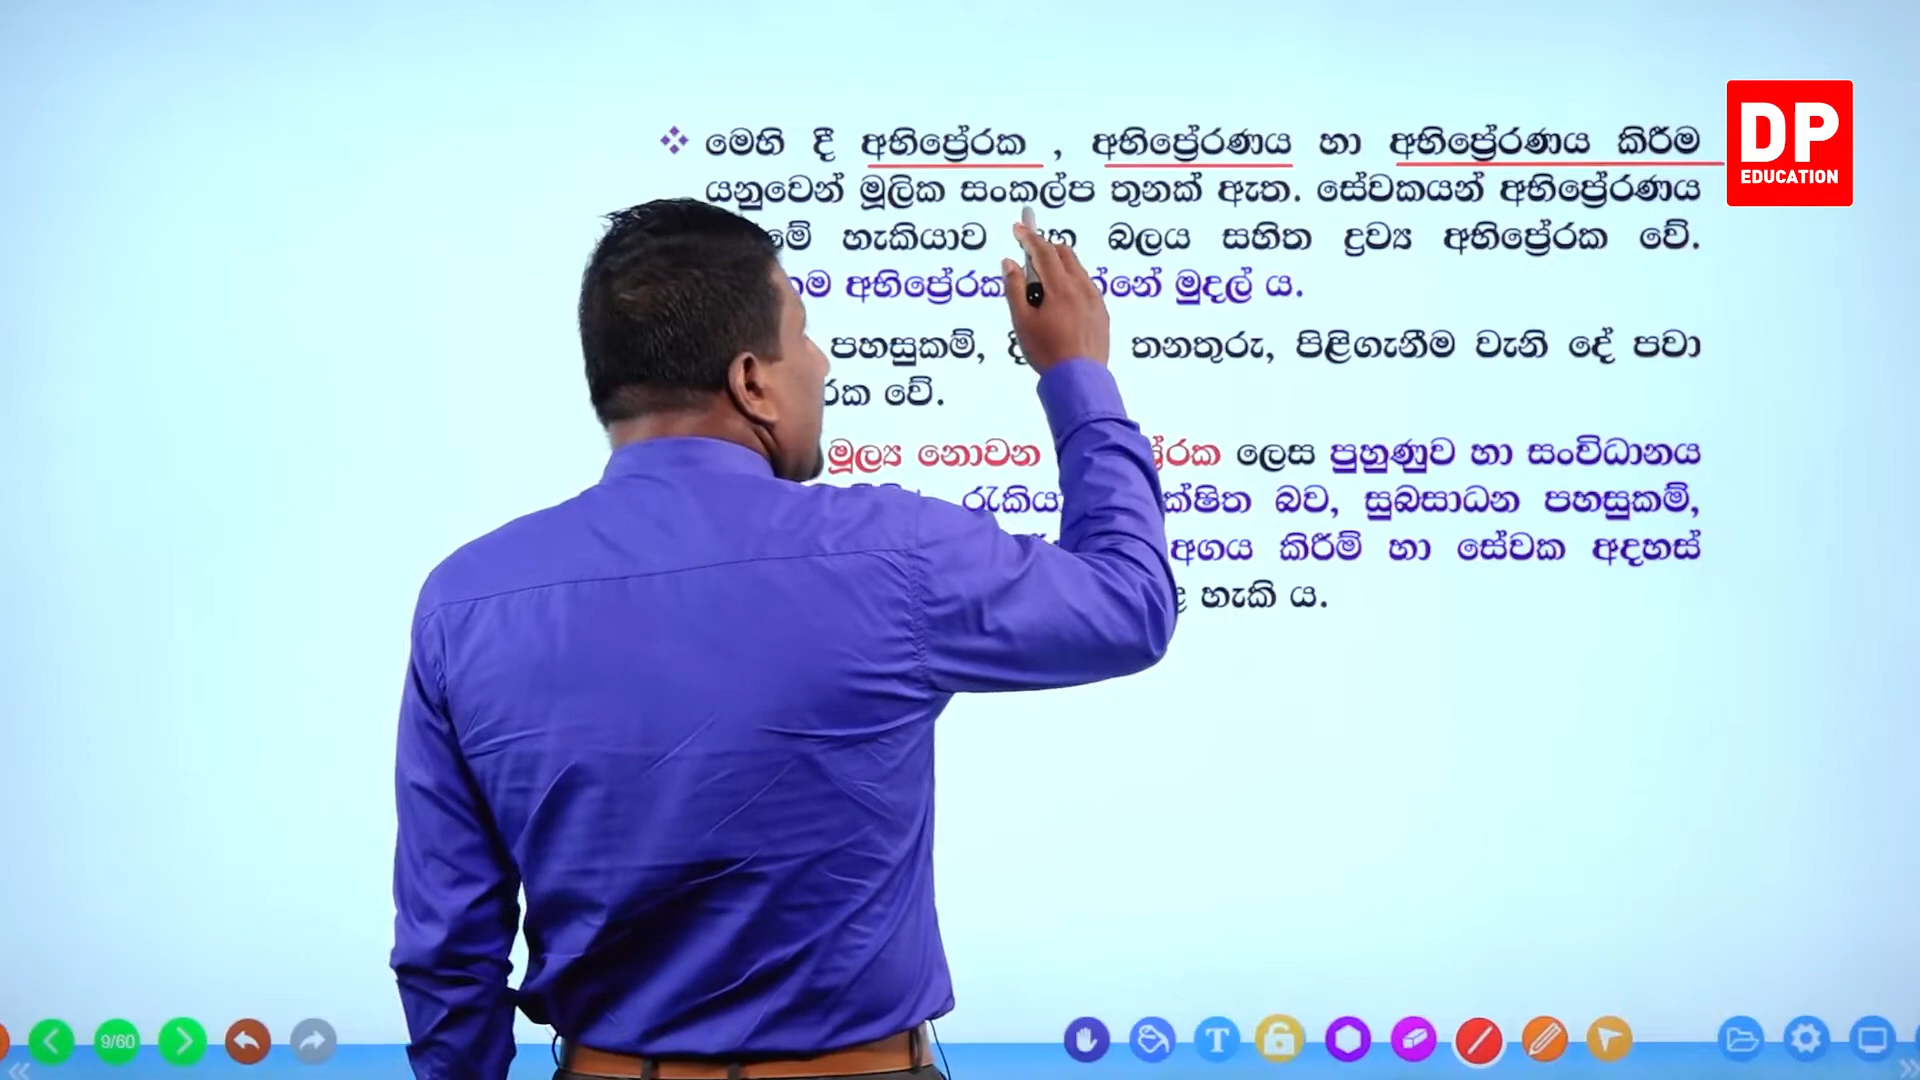 මෙහි දී අභිප්‍රේරක , අභිප්‍රේරණය හා අභිප්‍රේරණය කිරීම
යනුවෙන් මූලික සංකල්ප තුනක් ඇත. සේවකයන් අභිප්‍රේරණය
හැකියාව බලය සහිත ද්‍රව්‍ය අභිප්‍රේරක වේ.
අභිප්‍රේරක මුදල් ය.
පහසුකම්, තනතුරු, පිළිගැනීම වැනි දේ පවා
වේ.
මූල්‍ය නොවන ලෙස පුහුණුව හා සංවිධානය
බව, සුබසාධන පහසුකම්,
අගය කිරීම් හා සේවක අදහස්
හැකි ය.
DP
EDUCATION
9/60
T